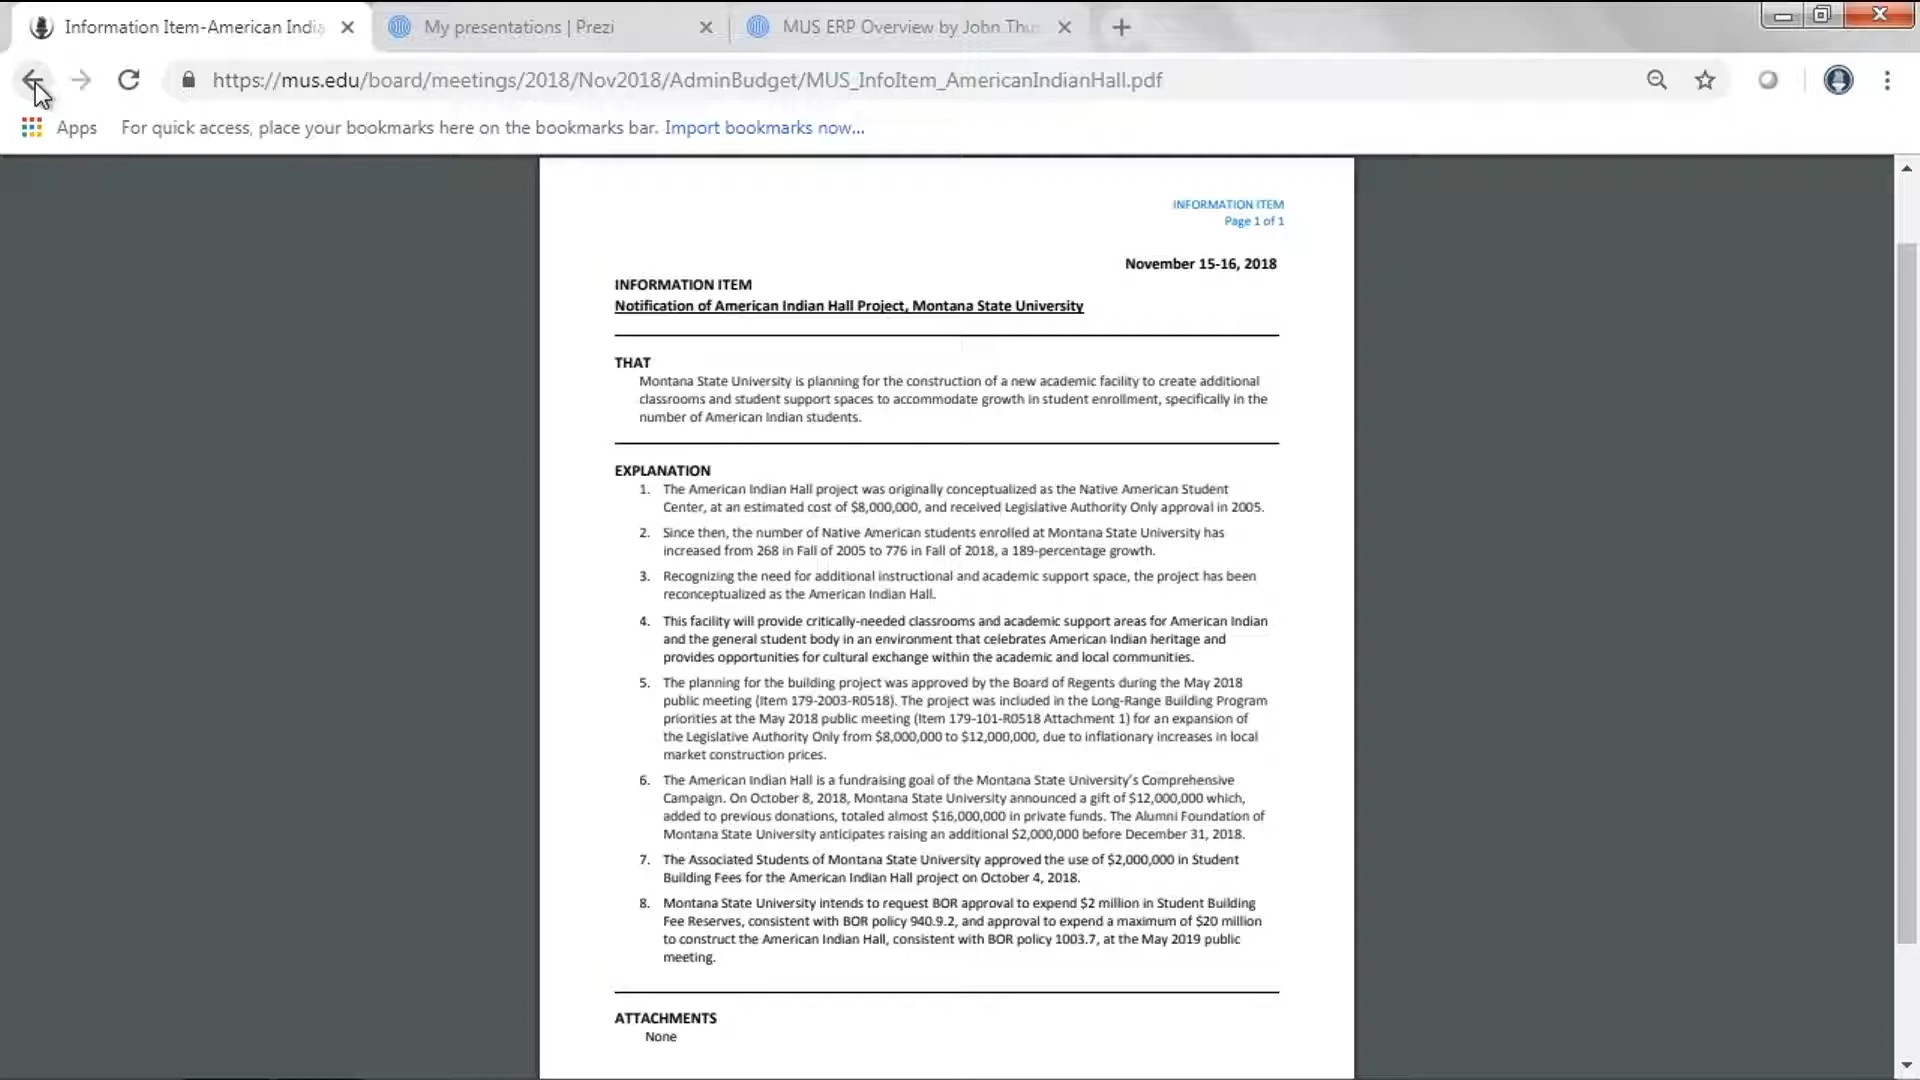 Information Item-American India
My presentations | Prezi
MUS ERP Overview by John Thu
https://mus.edu/board/meetings/2018/Nov2018/AdminBudget/MUS_InfoItem_AmericanIndianHall.pdf
Apps
For quick access, place your bookmarks here on the bookmarks bar. Import bookmarks now...
INFORMATION ITEM
Page 1 of 1
November 15-16, 2018
INFORMATION ITEM
Notification of American Indian Hall Project, Montana State University
THAT
Montana State University is planning for the construction of a new academic facility to create additional
classrooms and student support spaces to accommodate growth in student enrollment, specifically in the
number of American Indian students.
EXPLANATION
1. The American Indian Hall project was originally conceptualized as the Native American Student
Center, at an estimated cost of $8,000,000, and received Legislative Authority Only approval in 2005.
2. Since then, the number of Native American students enrolled at Montana State University has
increased from 268 in Fall of 2005 to 776 in Fall of 2018, a 189-percentage growth.
3. Recognizing the need for additional instructional and academic support space, the project has been
reconceptualized as the American Indian Hall.
4. This facility will provide critically-needed classrooms and academic support areas for American Indian
and the general student body in an environment that celebrates American Indian heritage and
provides opportunities for cultural exchange within the academic and local communities.
5. The planning for the building project was approved by the Board of Regents during the May 2018
public meeting (Item 179-2003-R0518). The project was included in the Long-Range Building Program
priorities at the May 2018 public meeting (Item 179-101-R0518 Attachment 1) for an expansion of
the Legislative Authority Only from $8,000,000 to $12,000,000, due to inflationary increases in local
market construction prices.
6. The American Indian Hall is a fundraising goal of the Montana State University's Comprehensive
Campaign. On October 8, 2018, Montana State University announced a gift of $12,000,000 which,
added to previous donations, totaled almost $16,000,000 in private funds. The Alumni Foundation of
Montana State University anticipates raising an additional $2,000,000 before December 31, 2018.
7. The Associated Students of Montana State University approved the use of $2,000,000 in Student
Building Fees for the American Indian Hall project on October 4, 2018.
8. Montana State University intends to request BOR approval to expend $2 million in Student Building
Fee Reserves, consistent with BOR policy 940.9.2, and approval to expend a maximum of $20 million
to construct the American Indian Hall, consistent with BOR policy 1003.7, at the May 2019 public
meeting.
ATTACHMENTS
None